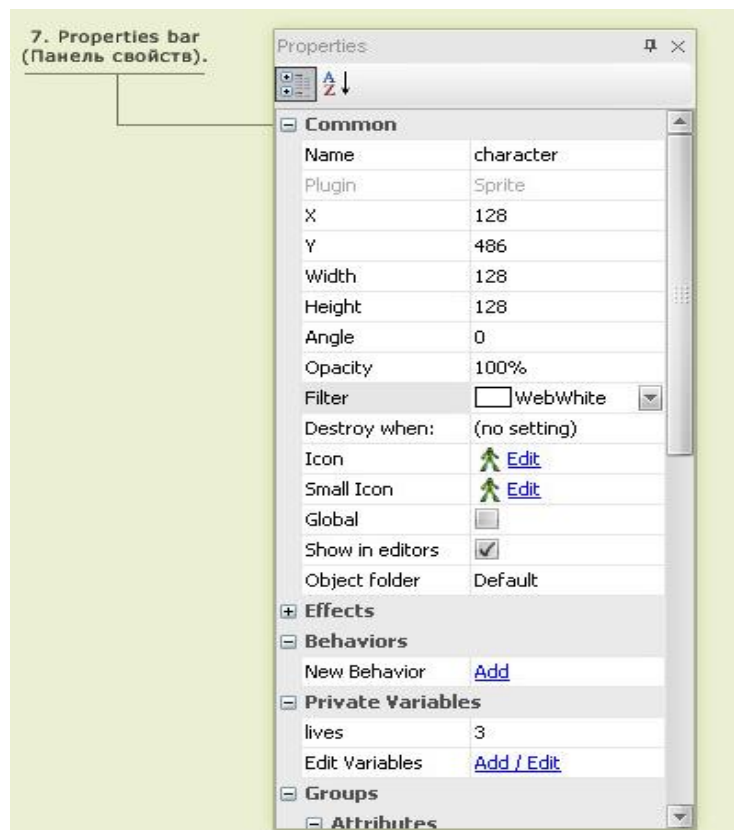 7. Properties bar
(Панель свойств).
Properties
Common
Name character
Plugin Sprite
X 128
Y 486
Width 128
Height 128
Angle 0
Opacity 100%
Filter WebWhite
Destroy when: (no setting)
Icon Edit
Small Icon Edit
Global
Show in editors
Object folder Default
Effects
Behaviors
New Behavior Add
Private Variables
lives 3
Edit Variables Add / Edit
Groups
Attributes